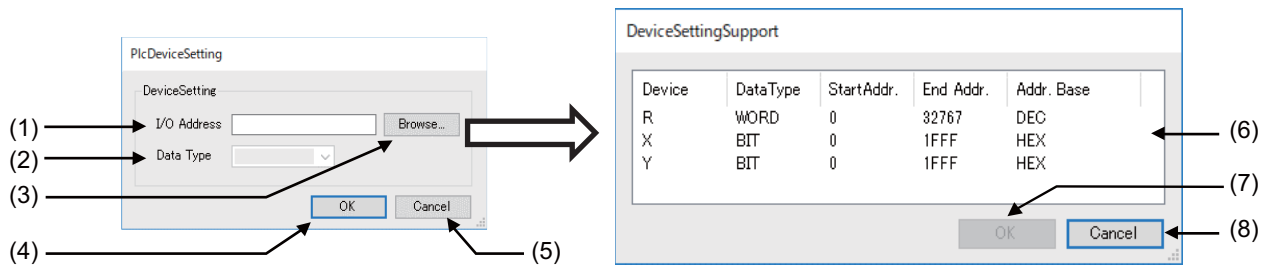 PlcDeviceSetting
DeviceSetting
(1) I/O Address Browse...
(2) Data Type
(3)
OK Cancel
(4) (5)
DeviceSettingSupport
Device DataType StartAddr. End Addr. Addr. Base
R WORD 0 32767 DEC
X BIT 0 1FFF HEX
Y BIT 0 1FFF HEX
(6)
(7)
OK Cancel (8)